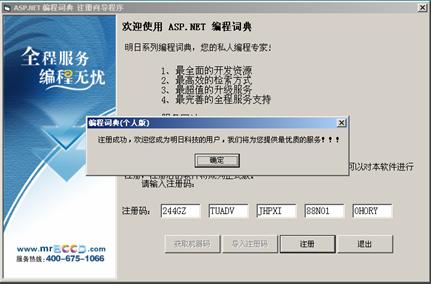 ASP.NET 编程词典 注册向导程序
全程服务
编程无忧
www.mrbccd.com
服务热线:400-675-1066
欢迎使用 ASP.NET 编程词典
明日系列编程词典,您的私人编程专家!
1、最全面的开发资源
2、最高效的检索方式
3、最超值的升级服务
4、最完善的全程服务支持
编程词典(个人版)
注册成功,欢迎您成为明日科技的用户,我们将为您提供最优质的服务!!!
确定
可以对本软件进行
请输入注册码:
注册码: 244GZ TUADV JHPXI 88N01 0HORY
获取机器码 导入注册码 注册 退出